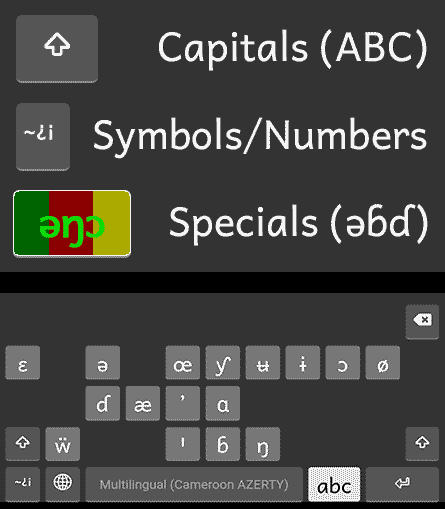 Capitals (ABC)
~¿¡ Symbols/Numbers
əŋɔ Specials (əɓɗ)
ɛ ə œ ƴ ʉ ɨ ɔ ø
ɗ æ ʼ ɑ
ẅ ˈ ɓ ŋ
~¿¡ Multilingual (Cameroon AZERTY) abc